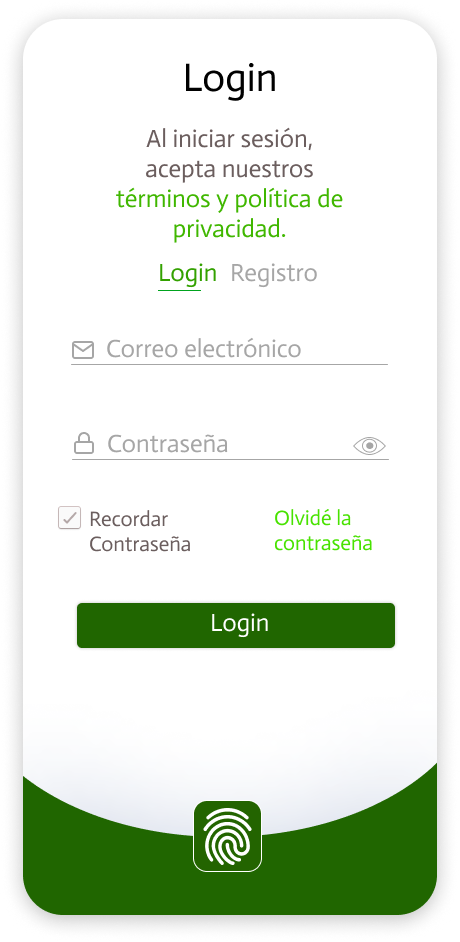 Login
Al iniciar sesión,
acepta nuestros
términos y política de
privacidad.
Login Registro
Correo electrónico
Contraseña
Recordar
Contraseña
Olvidé la
contraseña
Login